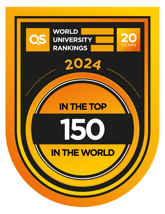 QS WORLD UNIVERSITY RANKINGS 20 YEARS
2024
IN THE TOP
150
IN THE WORLD